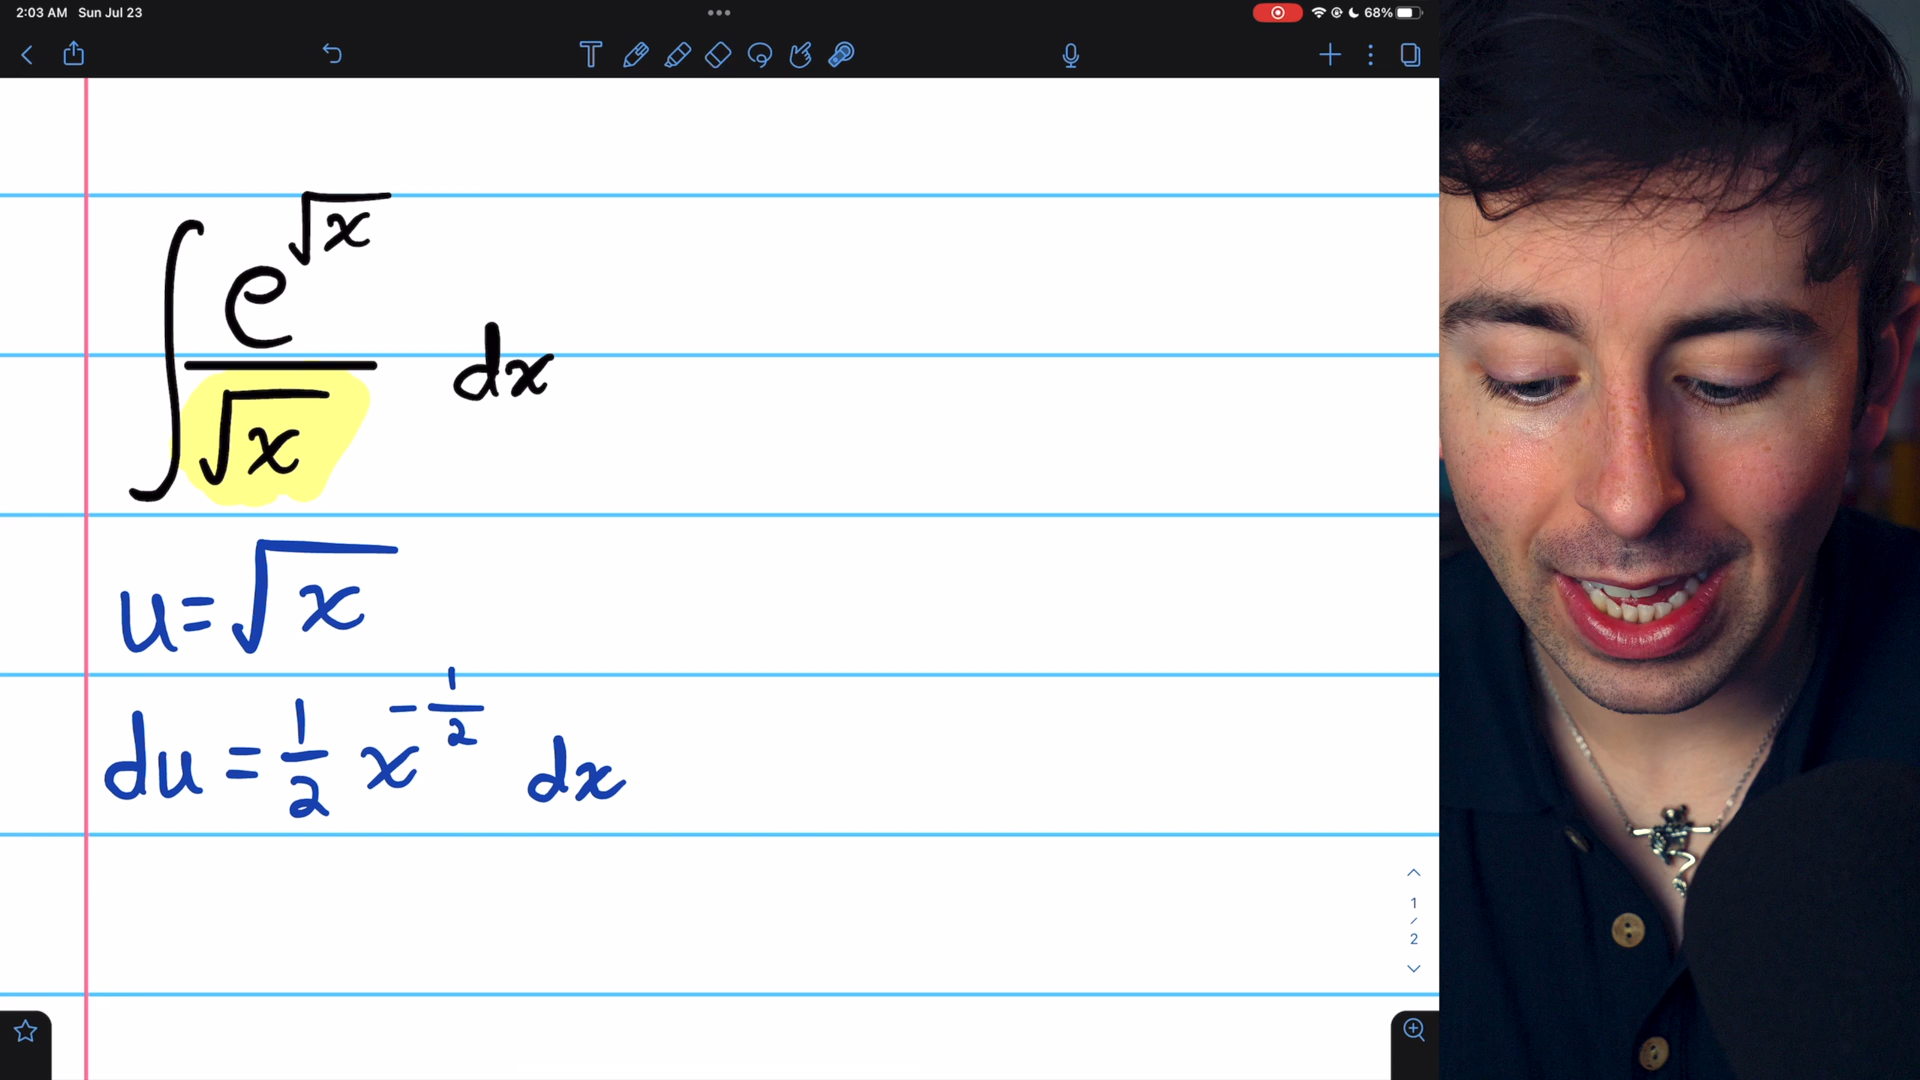 2:03 AM Sun Jul 23
68%
∫ e^√x / √x dx
u = √x
du = 1/2 x^-1/2 dx
1
/
2